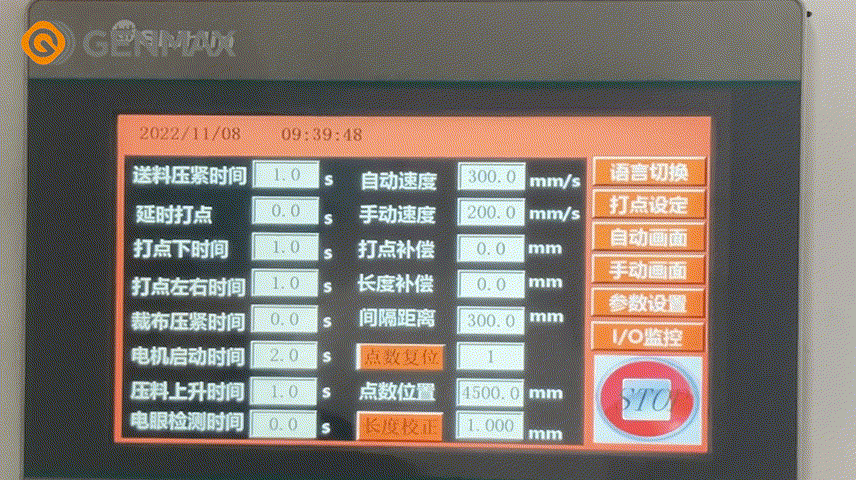 GENMAX
2022/11/08 09:39:48
送料压紧时间 1.0 s 自动速度 300.0 mm/s 语言切换
延时打点 0.0 s 手动速度 200.0 mm/s 打点设定
打点下时间 1.0 s 打点补偿 0.0 mm 自动画面
打点左右时间 1.0 s 长度补偿 0.0 mm 手动画面
裁布压紧时间 0.0 s 间隔距离 300.0 mm 参数设置
电机启动时间 2.0 s 点数复位 1 I/O监控
压料上升时间 1.0 s 点数位置 4500.0 mm
电眼检测时间 0.0 s 长度校正 1.000 mm
STOP